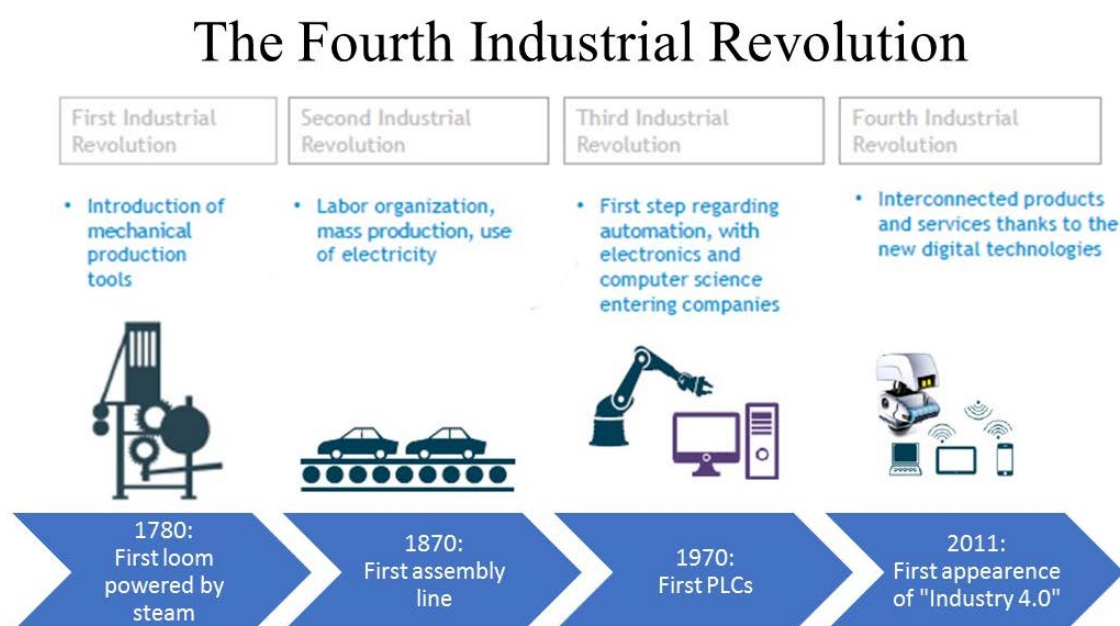 The Fourth Industrial Revolution
First Industrial
Revolution
Second Industrial
Revolution
Third Industrial
Revolution
Fourth Industrial
Revolution
• Introduction of
mechanical
production
tools
• Labor organization,
mass production, use
of electricity
• First step regarding
automation, with
electronics and
computer science
entering companies
• Interconnected products
and services thanks to the
new digital technologies
1780:
First loom
powered by
steam
1870:
First assembly
line
1970:
First PLCs
2011:
First appearence
of "Industry 4.0"